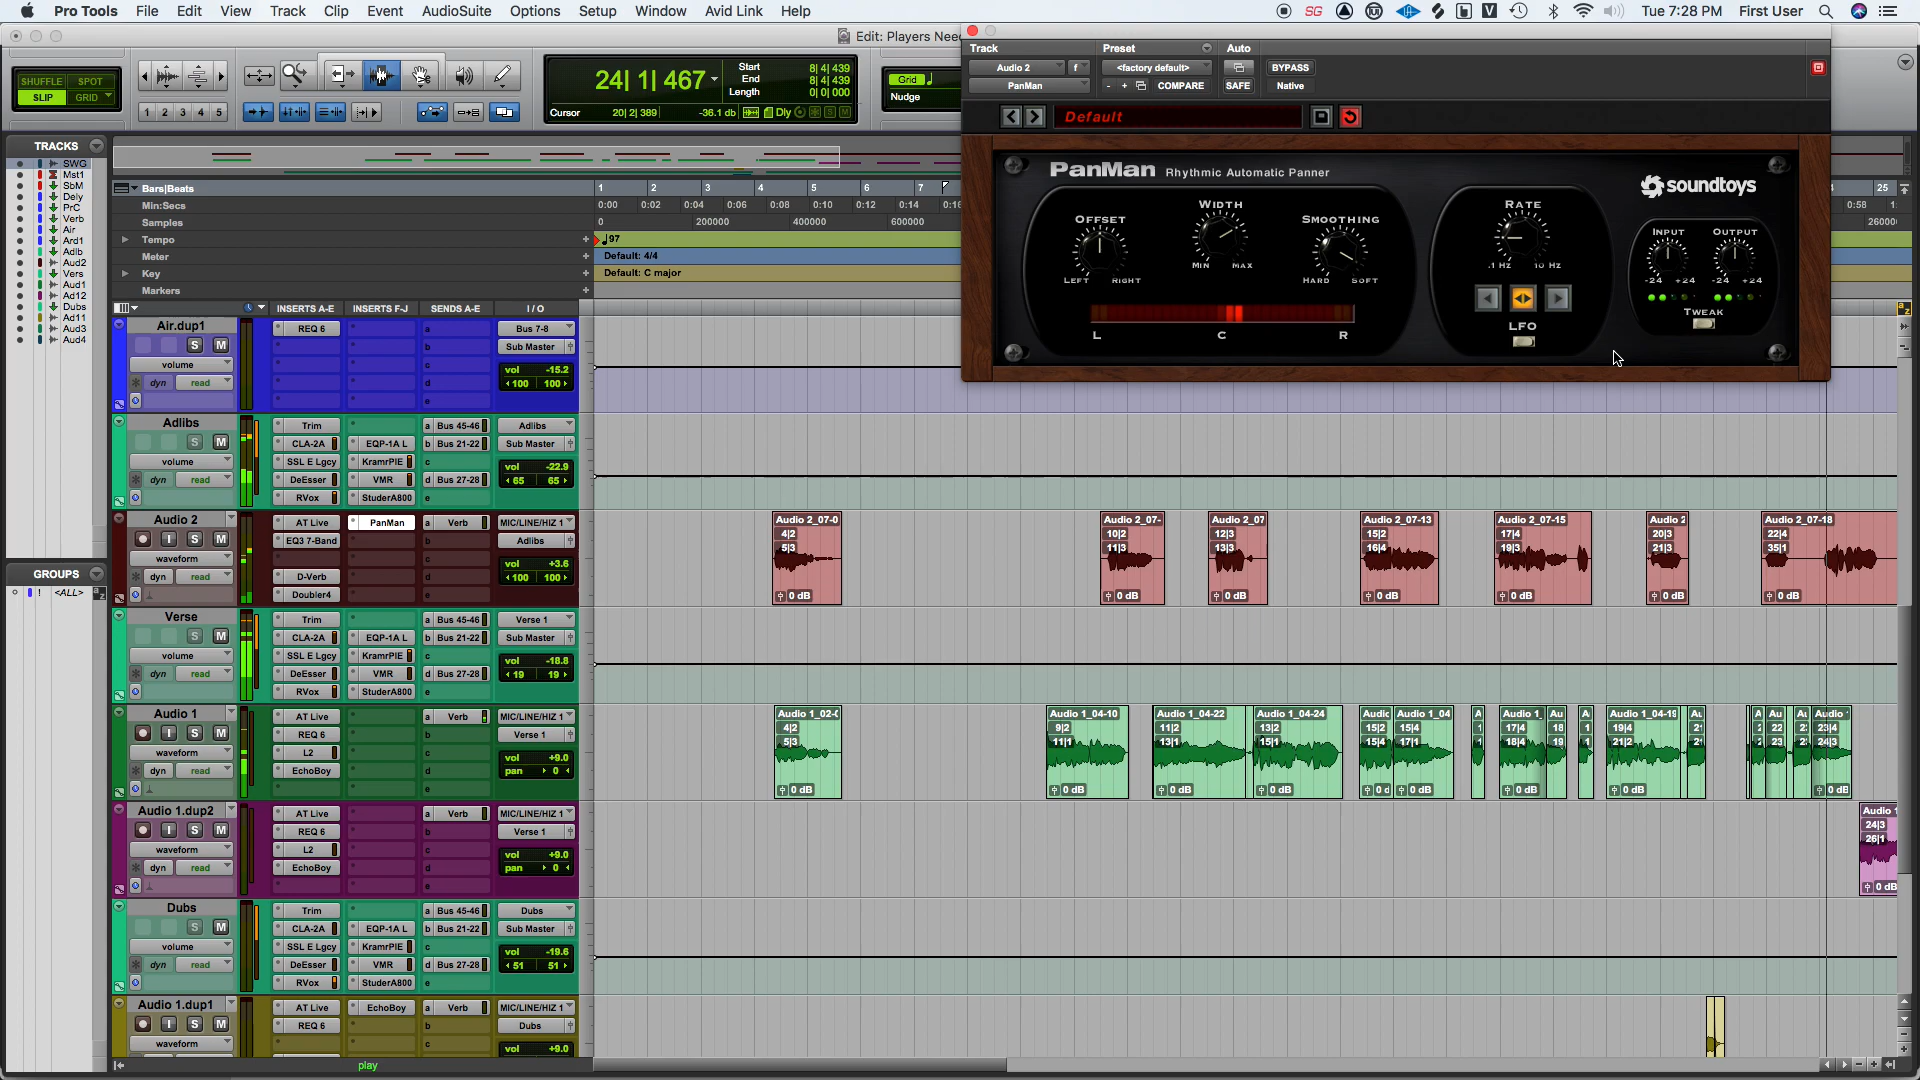 Pro Tools File Edit View Track Clip Event AudioSuite Options Setup Window Avid Link Help
SG V Tue 7:28 PM First User
Edit: Players Nee
SHUFFLE SPOT
SLIP GRID
1 2 3 4 5
24| 1| 467
Start 8| 4| 439
End 8| 4| 439
Length 0| 0| 000
Cursor 20| 2| 389 -36.1 db Dly
Grid
Nudge
Track Preset Auto
Audio 2 f <factory default> BYPASS
PanMan - + COMPARE SAFE Native
Default
PanMan Rhythmic Automatic Panner
soundtoys
OFFSET WIDTH SMOOTHING
LEFT RIGHT MIN MAX HARD SOFT
L C R
RATE
.1 HZ 10 HZ
LFO
INPUT OUTPUT
-24 +24 -24 +24
TWEAK
TRACKS
SWG
Mst1
SbM
Dely
PrC
Verb
Air
Ard1
Adlb
Aud2
Vers
Aud1
Ad12
Dubs
Ad11
Aud3
Aud4
GROUPS
! <ALL>
Bars|Beats 1 2 3 4 5 6 7 25
Min:Secs 0:00 0:02 0:04 0:06 0:08 0:10 0:12 0:14 0:16 0:58
Samples 0 200000 400000 600000
Tempo 97
Meter Default: 4/4
Key Default: C major
Markers
INSERTS A-E INSERTS F-J SENDS A-E I / O
Air.dup1
S M
volume
dyn read
REQ 6
a b c d e
Bus 7-8
Sub Master
vol -15.2
100 100
Adlibs
S M
volume
dyn read
Trim
CLA-2A EQP-1A L
SSL E Lgcy KramrPIE
DeEsser VMR
RVox StuderA800
a Bus 45-46
b Bus 21-22
c
d Bus 27-28
e
Adlibs
Sub Master
vol -22.9
65 65
Audio 2
I S M
waveform
dyn read
AT Live PanMan
EQ3 7-Band
D-Verb
Doubler4
a Verb
b
c
d
e
MIC/LINE/HIZ 1
Adlibs
vol +3.6
100 100
Audio 2_07-0 Audio 2_07- Audio 2_07 Audio 2_07-13 Audio 2_07-15 Audio 2 Audio 2_07-18
4|2 10|2 12|3 15|2 17|4 20|3 22|4
5|3 11|3 13|3 16|4 19|3 21|3 35|1
0 dB 0 dB 0 dB 0 dB 0 dB 0 dB 0 dB
Verse
S M
volume
dyn read
Trim
CLA-2A EQP-1A L
SSL E Lgcy KramrPIE
DeEsser VMR
RVox StuderA800
a Bus 45-46
b Bus 21-22
c
d Bus 27-28
e
Verse 1
Sub Master
vol -18.8
19 19
Audio 1
I S M
waveform
dyn read
AT Live
REQ 6
L2
EchoBoy
a Verb
b
c
d
e
MIC/LINE/HIZ 1
Verse 1
vol +9.0
pan 0
Audio 1_02-0 Audio 1_04-10 Audio 1_04-22 Audio 1_04-24 Audio Audio 1_04 Audio 1_ Au Audio 1_04-19 Au Audio
4|2 9|2 11|2 13|2 15|2 15|4 17|4 19|4 23|4
5|3 11|1 13|1 15|1 15|4 17|1 18|4 21|2 24|3
0 dB 0 dB 0 dB 0 dB 0 d 0 dB 0 dB 0 dB 0 dB
Audio 1.dup2
I S M
waveform
dyn read
AT Live
REQ 6
L2
EchoBoy
a Verb
b
c
d
e
MIC/LINE/HIZ 1
Verse 1
vol +9.0
pan 0
Audio 1
24|3
26|1
0 dB
Dubs
S M
volume
dyn read
Trim
CLA-2A EQP-1A L
SSL E Lgcy KramrPIE
DeEsser VMR
RVox StuderA800
a Bus 45-46
b Bus 21-22
c
d Bus 27-28
e
Dubs
Sub Master
vol -19.6
51 51
Audio 1.dup1
I S M
waveform
AT Live EchoBoy
REQ 6
a Verb
b
c
MIC/LINE/HIZ 1
Dubs
vol +9.0
play